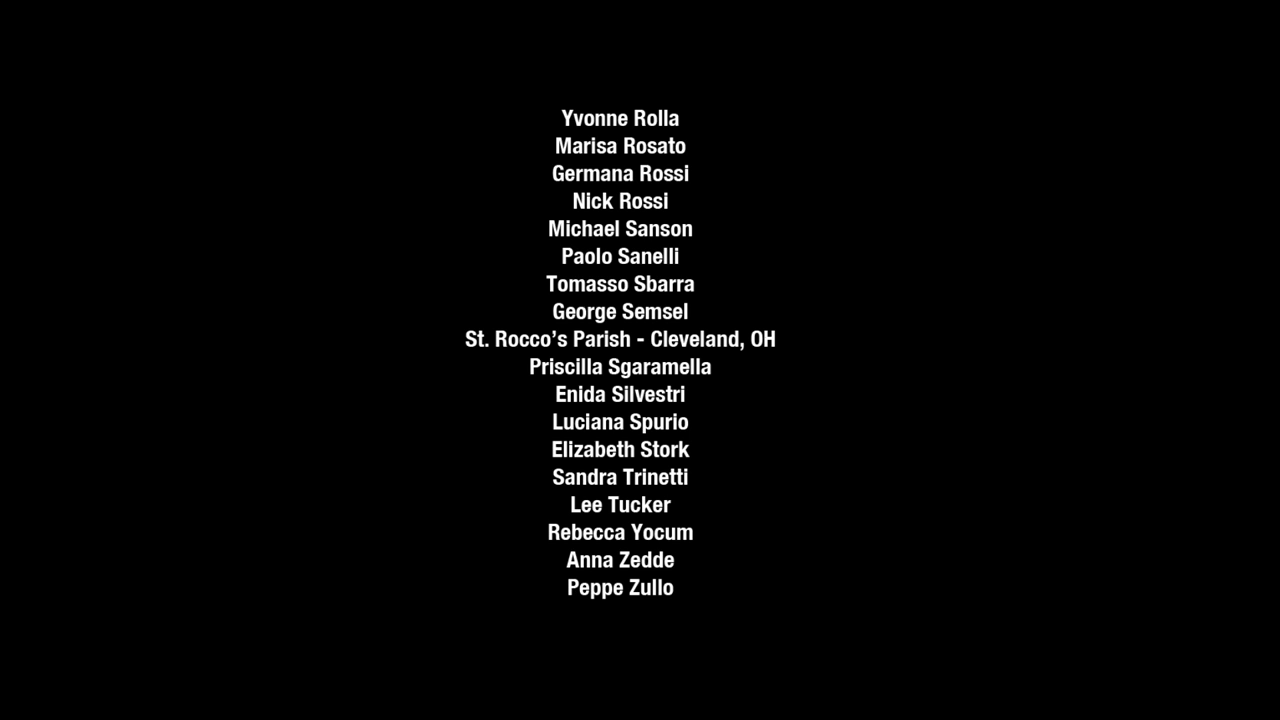 Yvonne Rolla
Marisa Rosato
Germana Rossi
Nick Rossi
Michael Sanson
Paolo Sanelli
Tomasso Sbarra
George Semsel
St. Rocco’s Parish - Cleveland, OH
Priscilla Sgaramella
Enida Silvestri
Luciana Spurio
Elizabeth Stork
Sandra Trinetti
Lee Tucker
Rebecca Yocum
Anna Zedde
Peppe Zullo